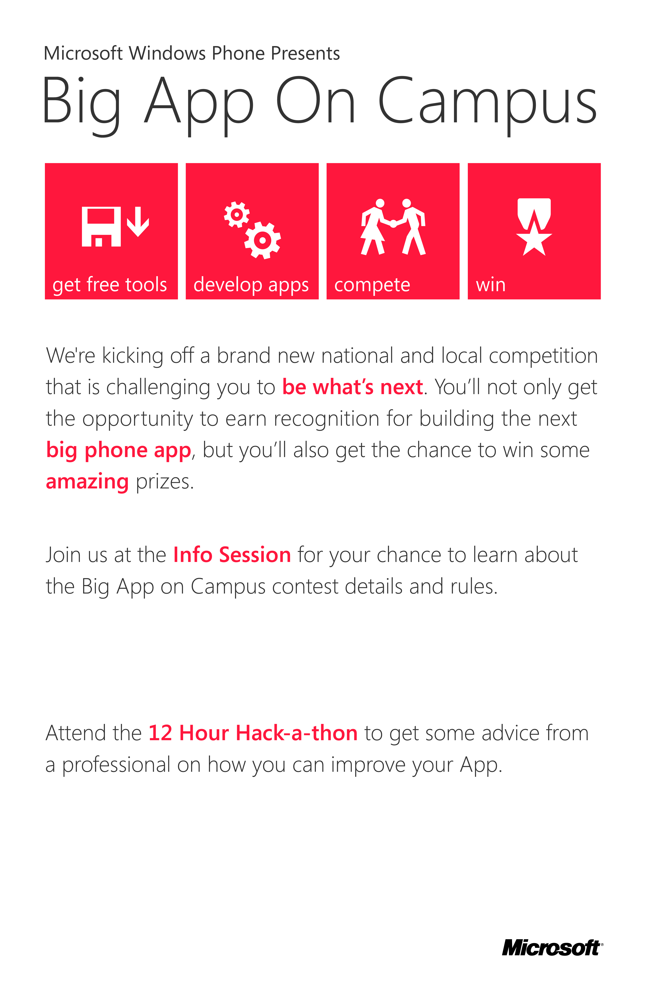 Microsoft Windows Phone Presents
Big App On Campus
get free tools
develop apps
compete
win
We're kicking off a brand new national and local competition
that is challenging you to be what’s next. You’ll not only get
the opportunity to earn recognition for building the next
big phone app, but you’ll also get the chance to win some
amazing prizes.
Join us at the Info Session for your chance to learn about
the Big App on Campus contest details and rules.
Attend the 12 Hour Hack-a-thon to get some advice from
a professional on how you can improve your App.
Microsoft®